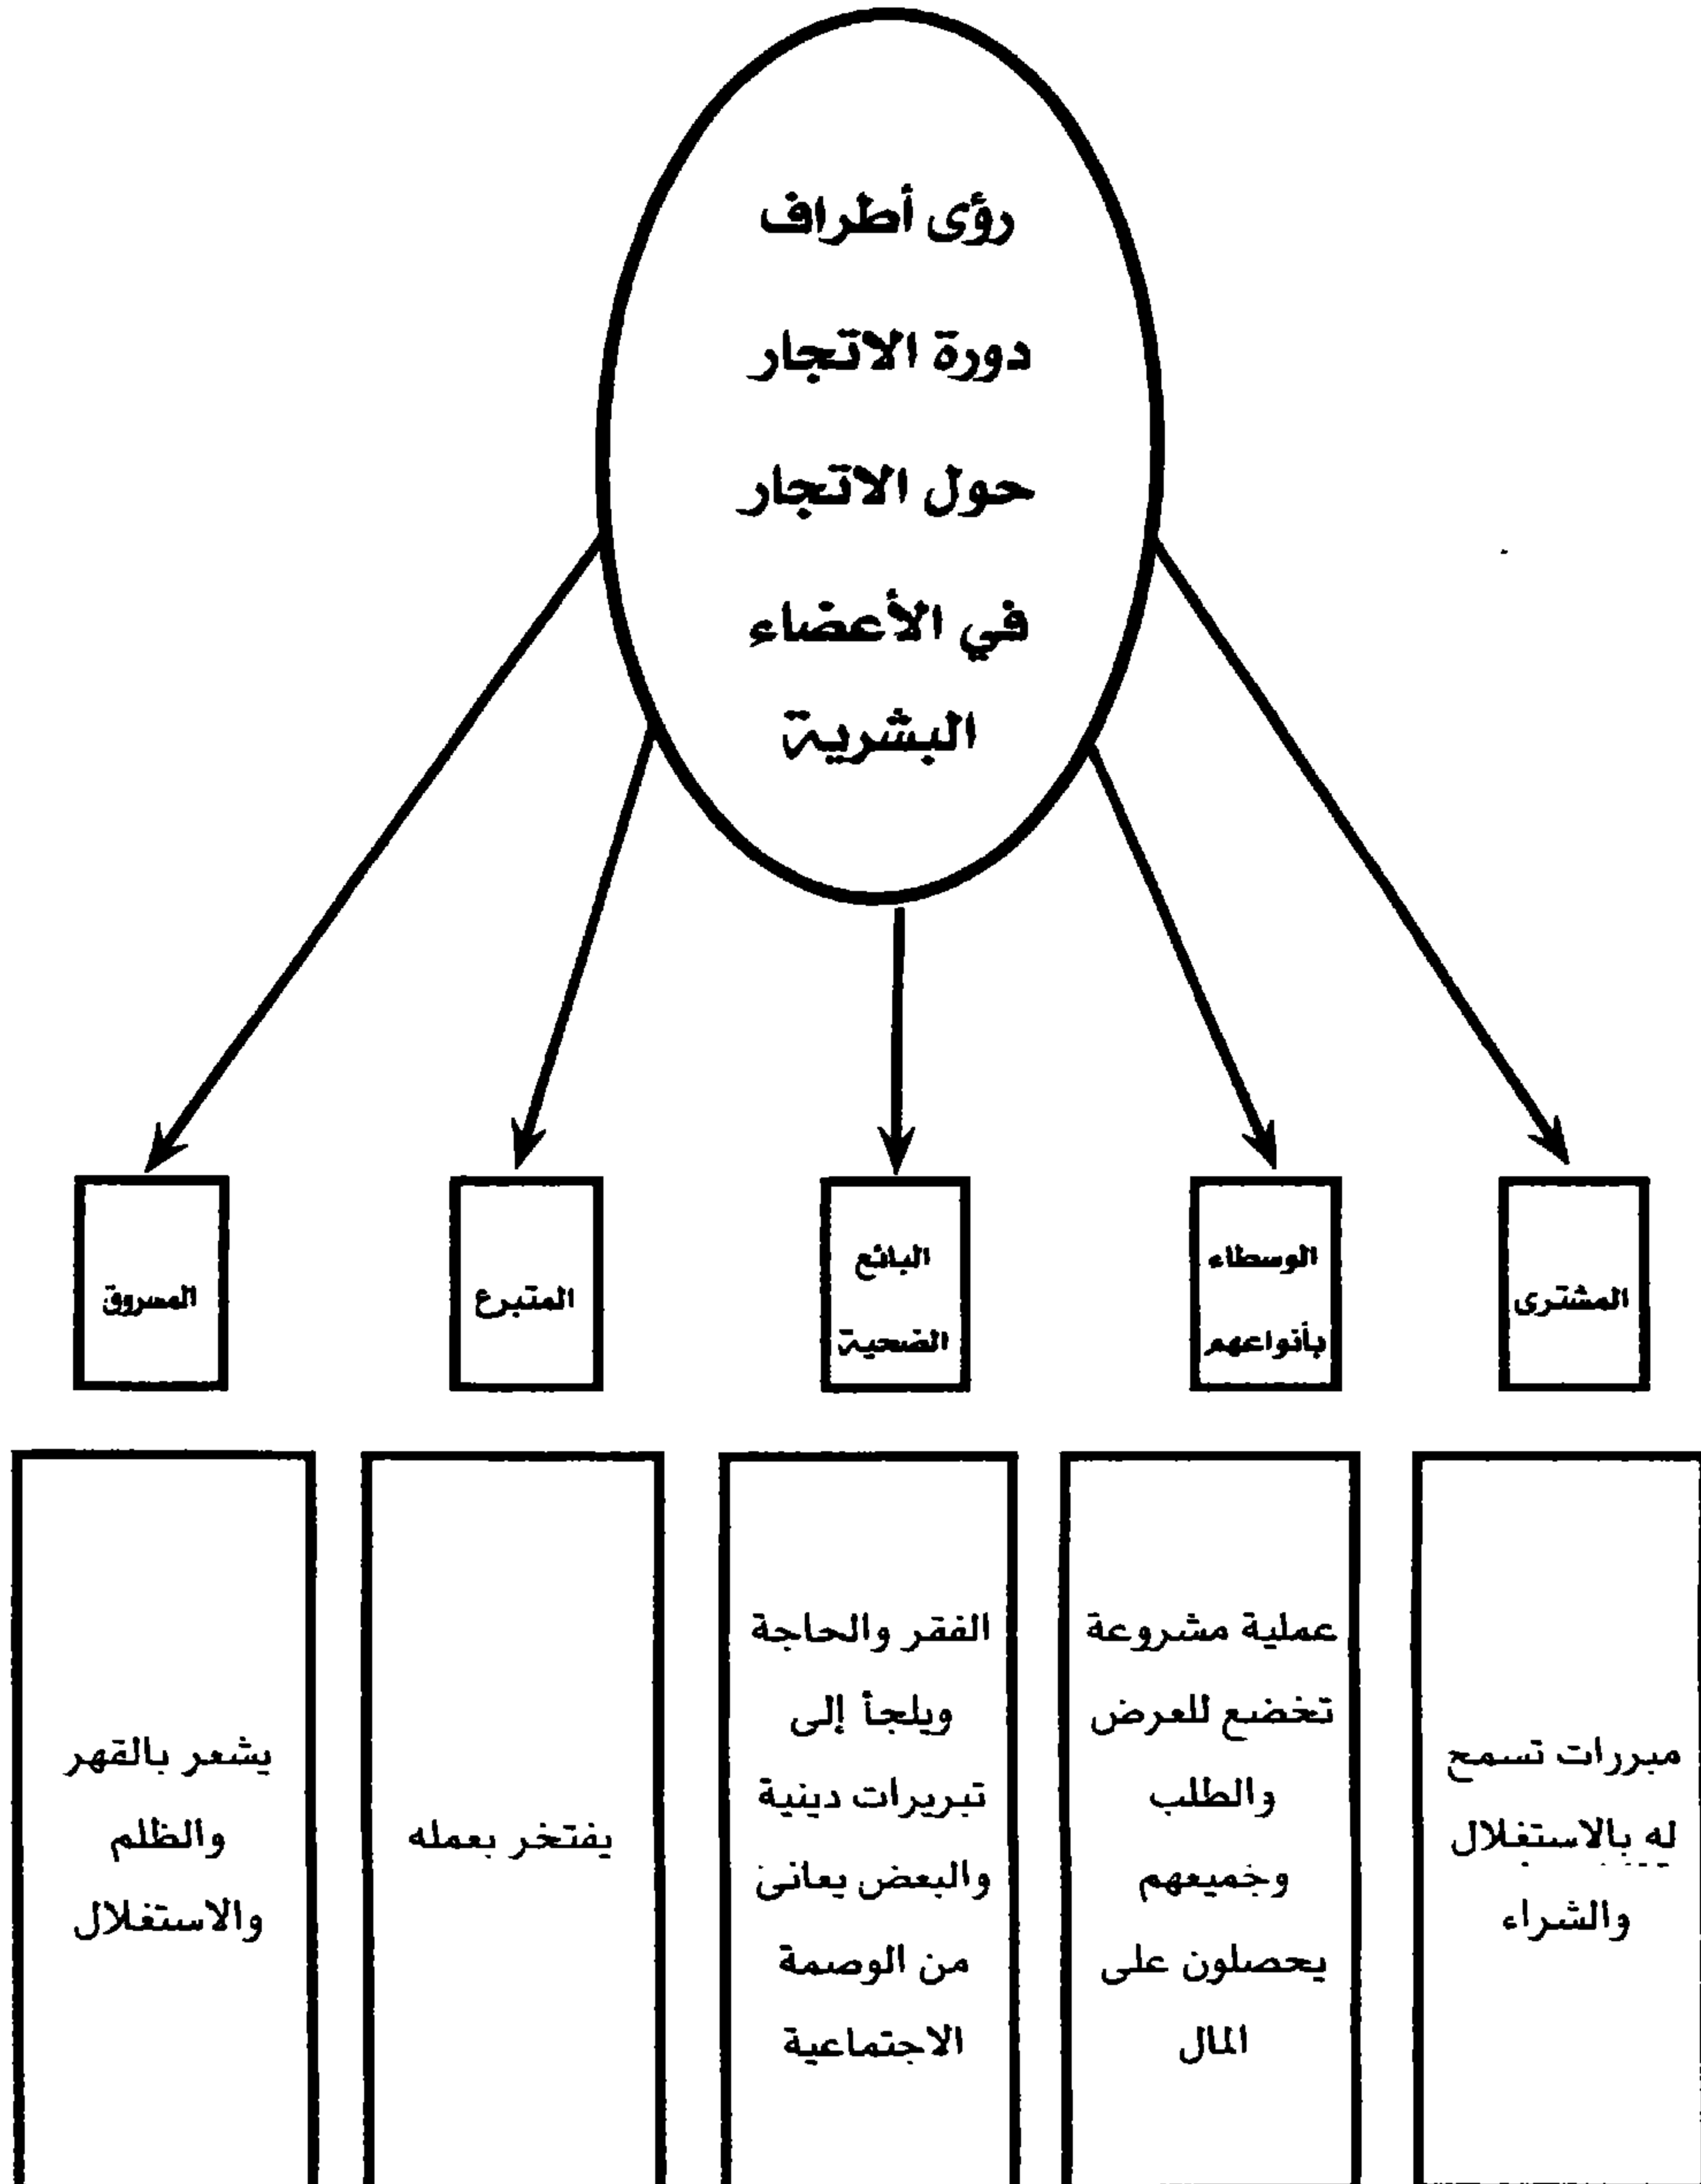 رؤى أطراف
دورة الاتجار
حول الاتجار
في الأعضاء
البشرية
المشترى
الوسطاء
بأنواعهم
البائع
الضحية
المتبرع
المسروق
مبررات تسمح
له بالاستغلال
والشراء
عملية مشروعة
تخضع للعرض
والطلب
وجميعهم
يحصلون على
المال
الفقر والحاجة
ويلجأ إلى
تبريرات دينية
والبعض يعانى
من الوصمة
الاجتماعية
يفتخر بعمله
يشعر بالقهر
والظلم
والاستغلال